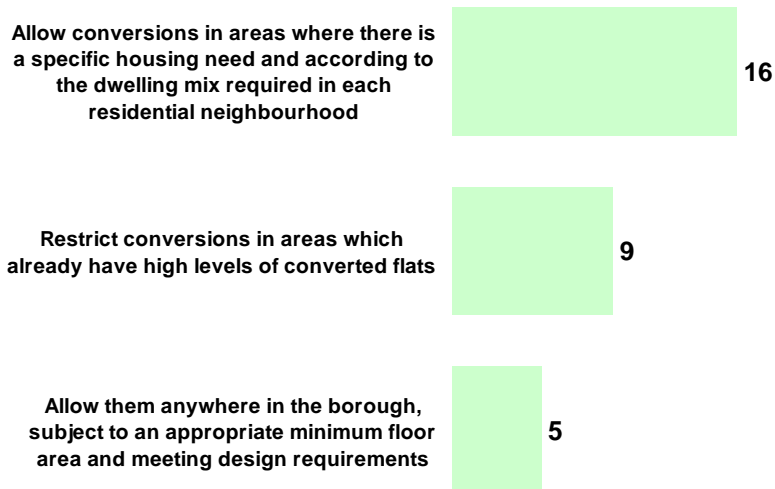 Allow conversions in areas where there is
a specific housing need and according to
the dwelling mix required in each
residential neighbourhood
16
Restrict conversions in areas which
already have high levels of converted flats
9
Allow them anywhere in the borough,
subject to an appropriate minimum floor
area and meeting design requirements
5